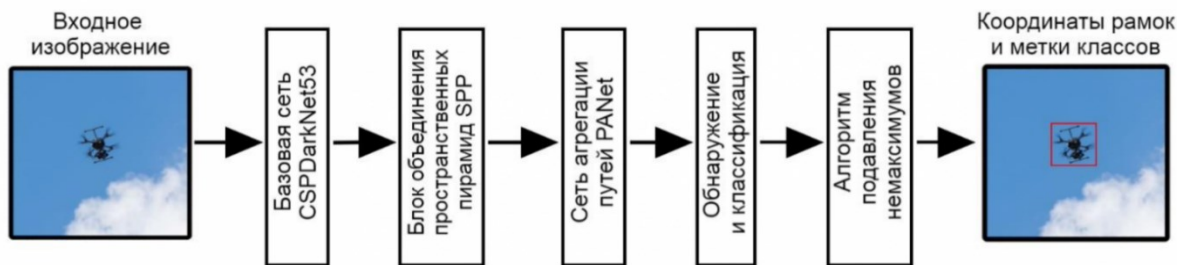 Входное
изображение
Базовая сеть
CSPDarkNet53
Блок объединения
пространственных
пирамид SPP
Сеть агрегации
путей PANet
Обнаружение
и классификация
Алгоритм
подавления
немаксимумов
Координаты рамок
и метки классов